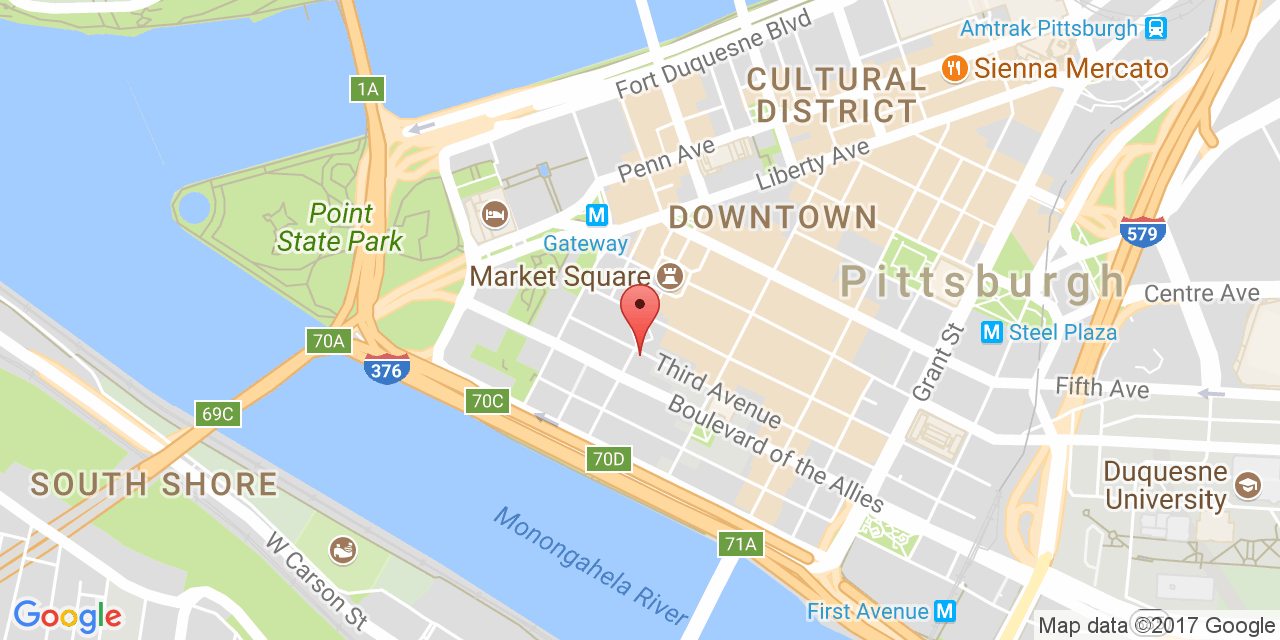 Amtrak Pittsburgh
Fort Duquesne Blvd
Sienna Mercato
CULTURAL
DISTRICT
1A
Penn Ave
Liberty Ave
Point
State Park
M
Gateway
DOWNTOWN
579
Market Square
Pittsburgh
Centre Ave
70A
M Steel Plaza
376
Third Avenue
Grant St
Fifth Ave
70C
69C
Boulevard of the Allies
70D
SOUTH SHORE
Duquesne
University
Monongahela River
71A
W Carson St
Google
First Avenue M
Map data ©2017 Google